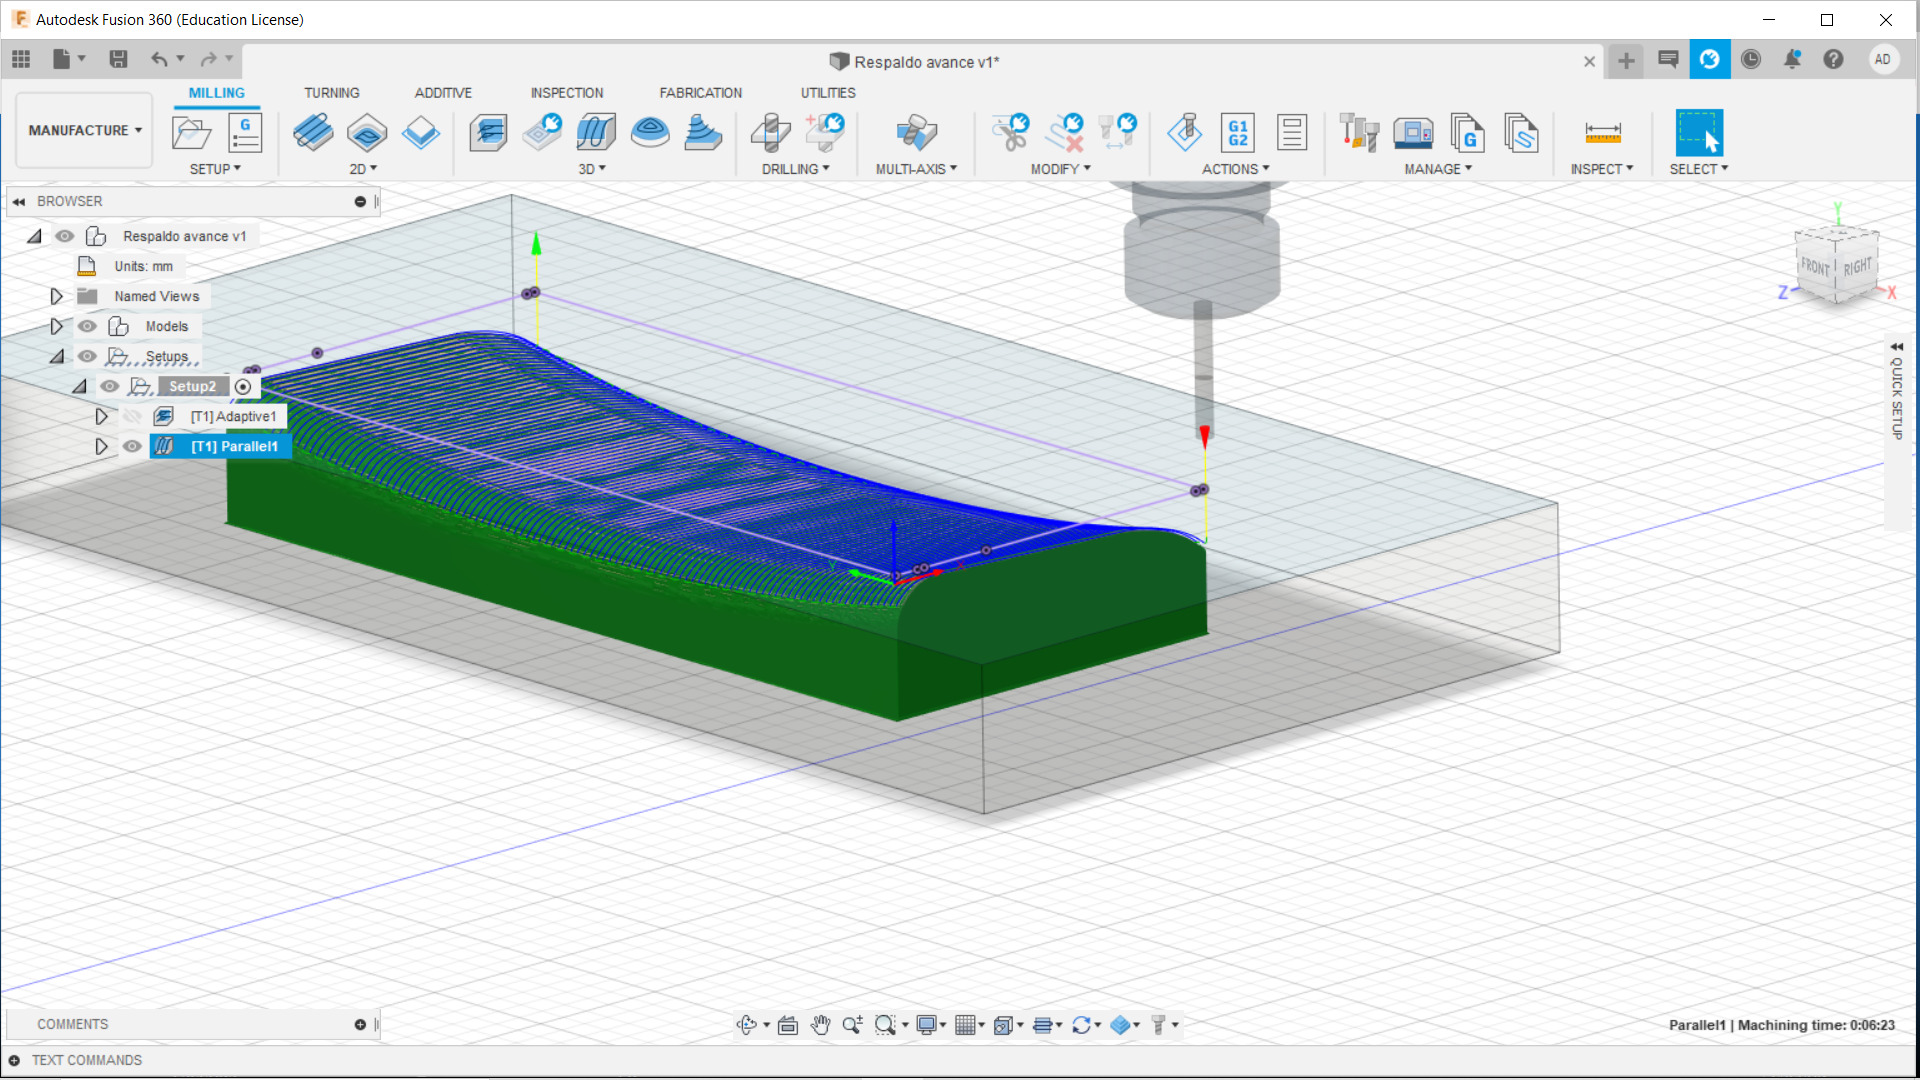 Autodesk Fusion 360 (Education License)
Respaldo avance v1*
AD
MANUFACTURE
MILLING
TURNING
ADDITIVE
INSPECTION
FABRICATION
UTILITIES
G
G1
G2
G
SETUP
2D
3D
DRILLING
MULTI-AXIS
MODIFY
ACTIONS
MANAGE
INSPECT
SELECT
BROWSER
Respaldo avance v1
Units: mm
Named Views
Models
Setups
Setup2
[T1] Adaptive1
[T1] Parallel1
Y
FRONT
RIGHT
Z
X
QUICK SETUP
COMMENTS
Parallel1 | Machining time: 0:06:23
TEXT COMMANDS